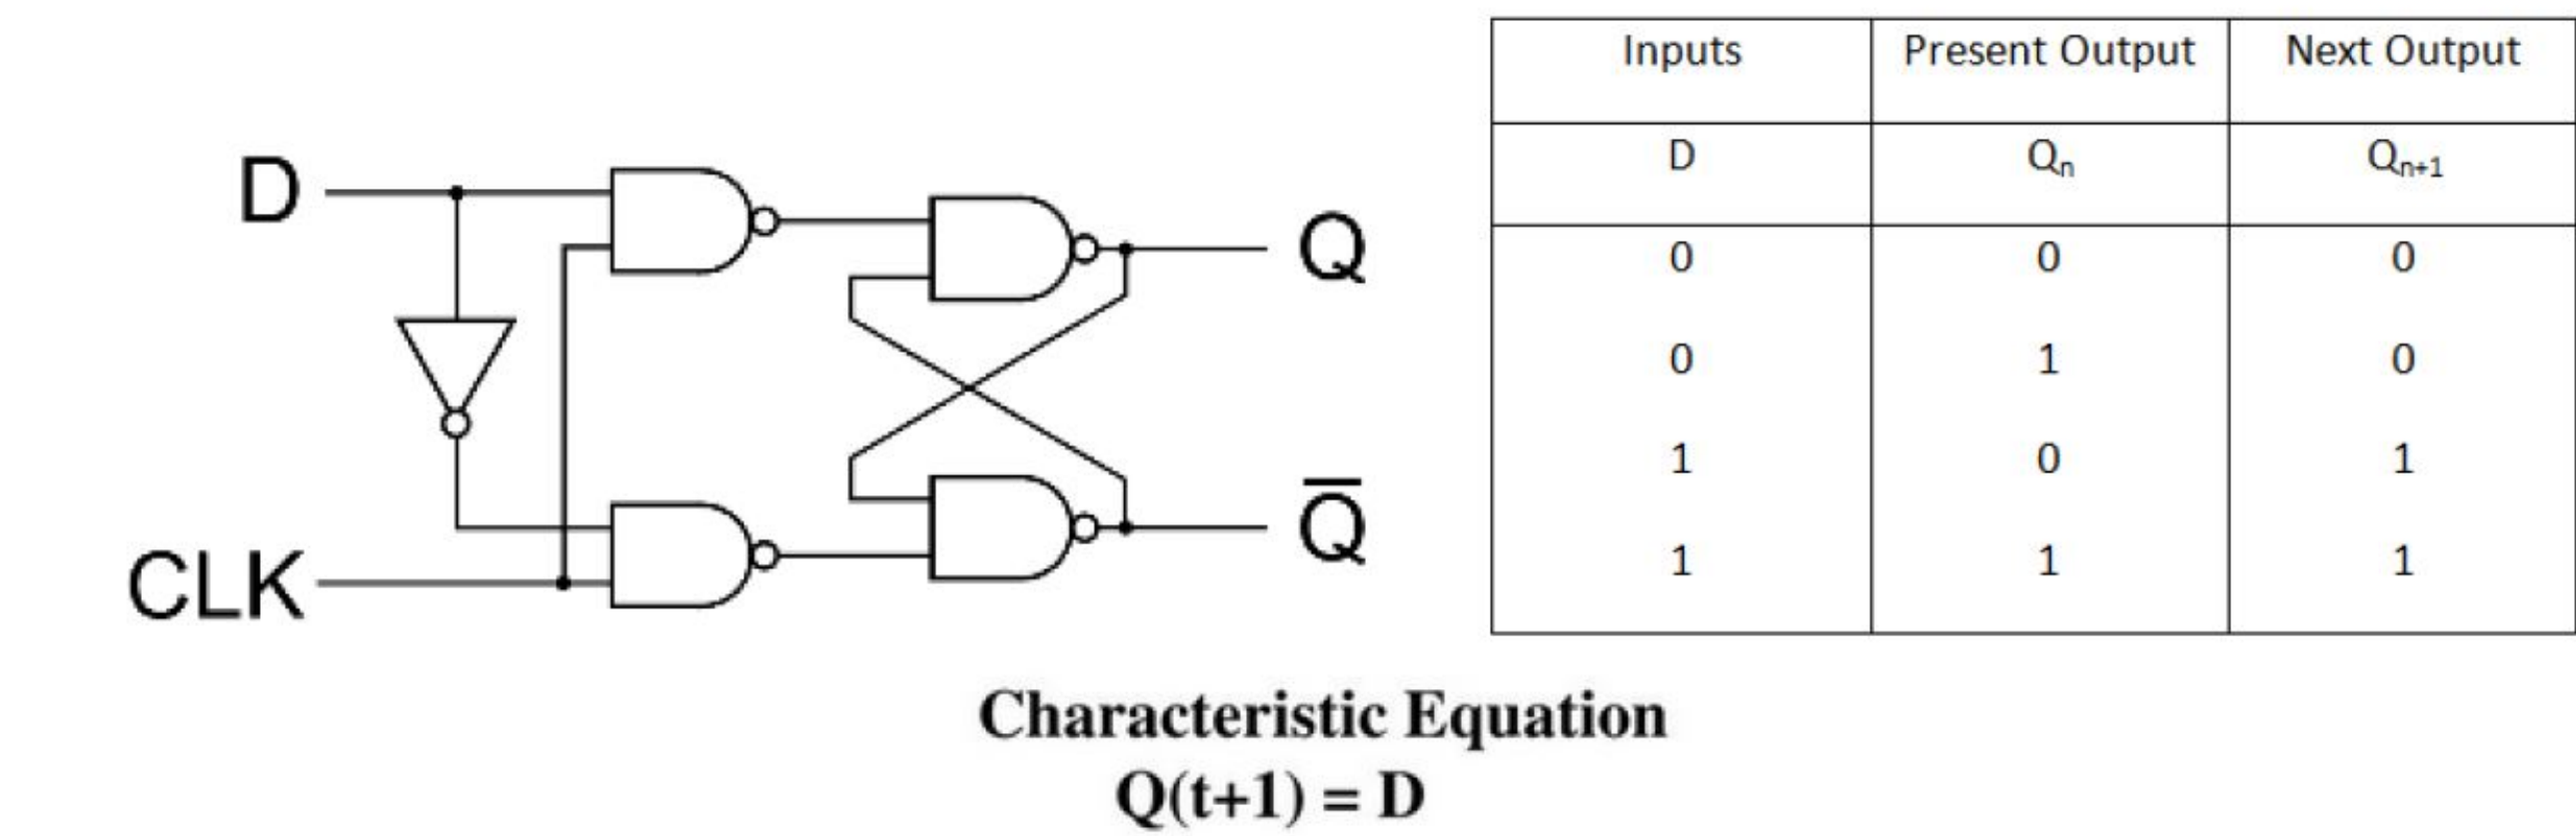 D
CLK
Q
Q̅
Inputs Present Output Next Output
D Qn Qn+1
0 0 0
0 1 0
1 0 1
1 1 1
Characteristic Equation
Q(t+1) = D